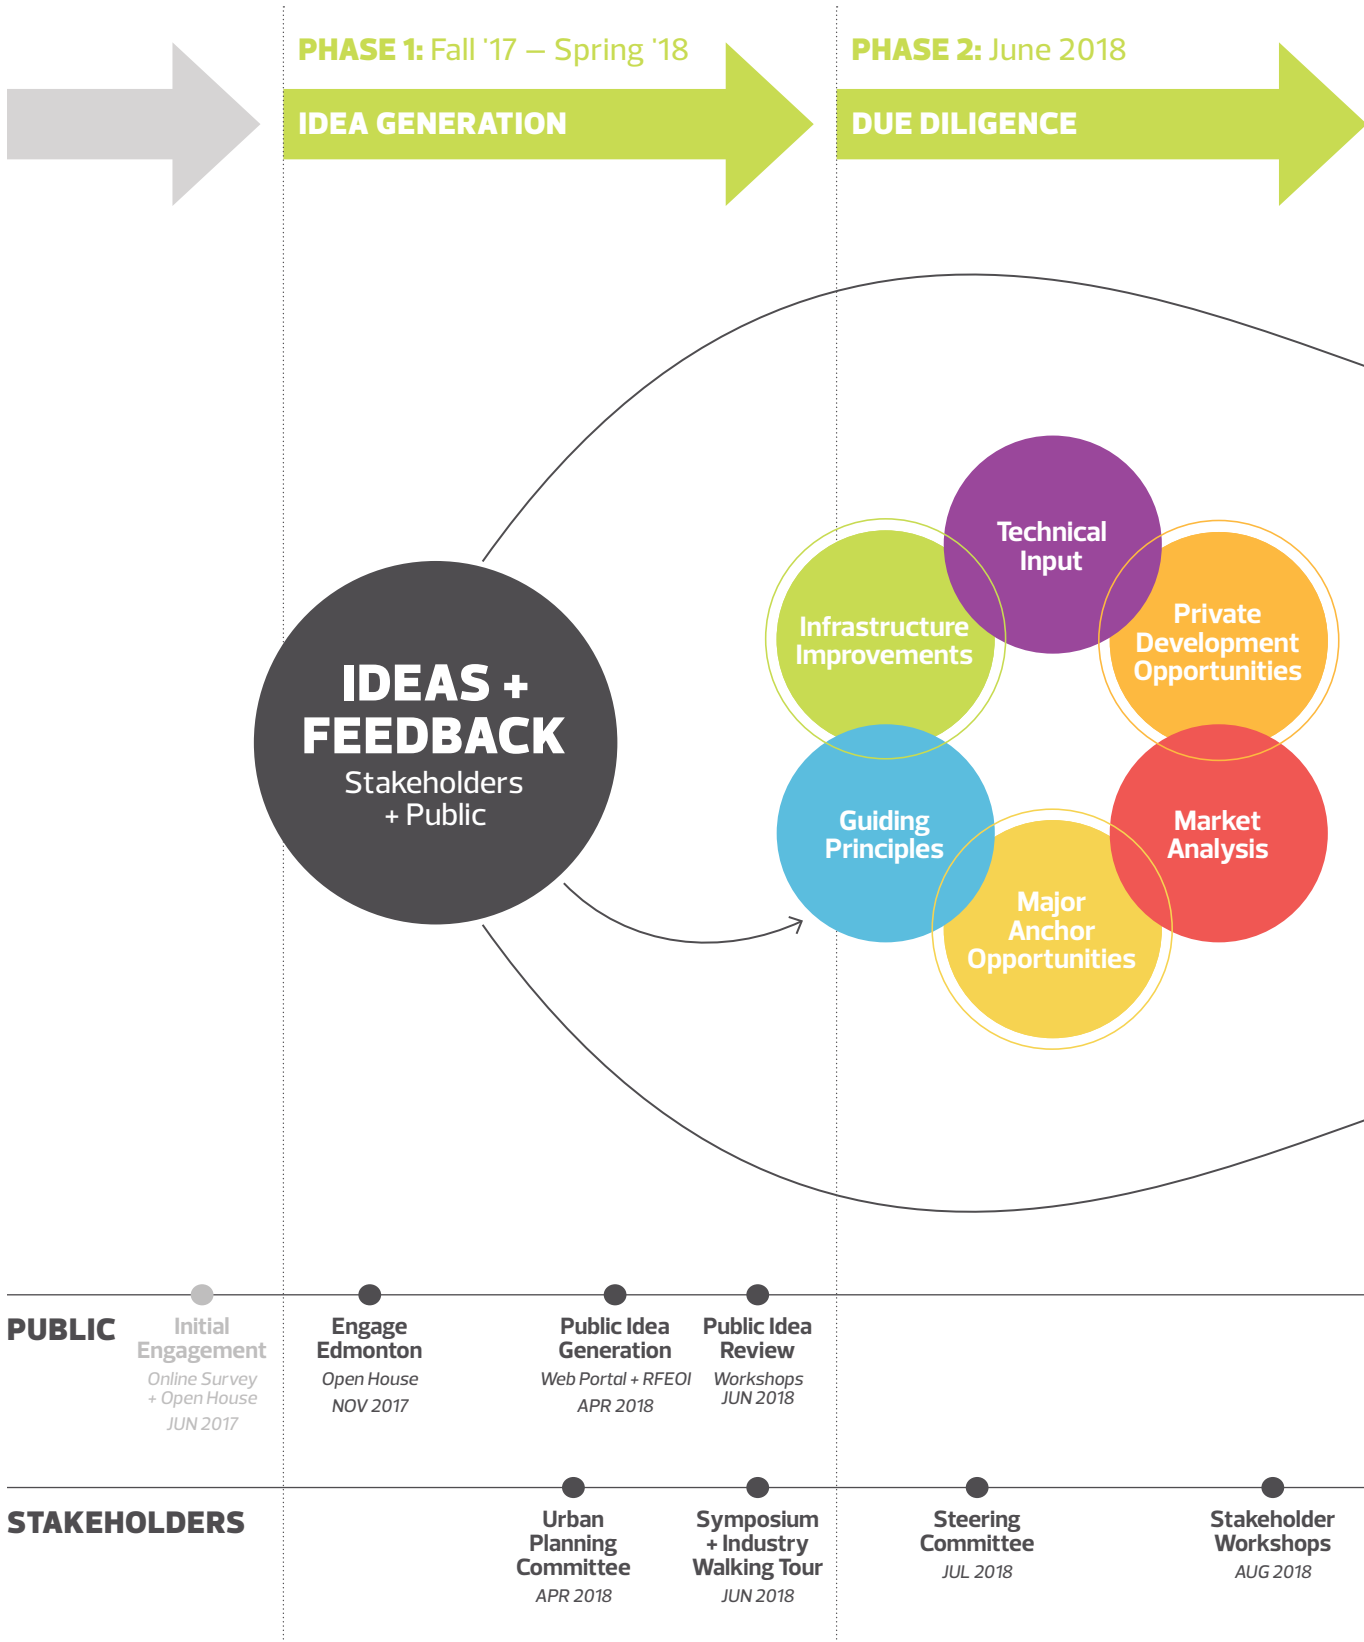 PHASE 1: Fall '17 – Spring '18
IDEA GENERATION
PHASE 2: June 2018
DUE DILIGENCE
IDEAS +
FEEDBACK
Stakeholders
+ Public
Technical
Input
Infrastructure
Improvements
Private
Development
Opportunities
Guiding
Principles
Market
Analysis
Major
Anchor
Opportunities
PUBLIC
Initial
Engagement
Online Survey
+ Open House
JUN 2017
Engage
Edmonton
Open House
NOV 2017
Public Idea
Generation
Web Portal + RFEOI
APR 2018
Public Idea
Review
Workshops
JUN 2018
STAKEHOLDERS
Urban
Planning
Committee
APR 2018
Symposium
+ Industry
Walking Tour
JUN 2018
Steering
Committee
JUL 2018
Stakeholder
Workshops
AUG 2018